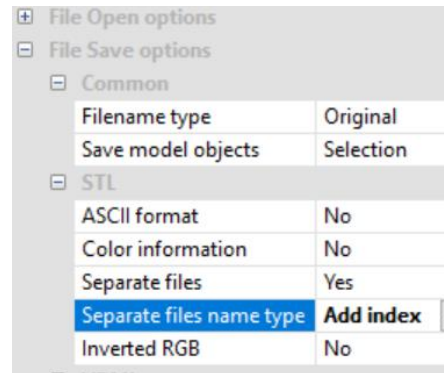 File Open options
File Save options
Common
Filename type Original
Save model objects Selection
STL
ASCII format No
Color information No
Separate files Yes
Separate files name type Add index
Inverted RGB No